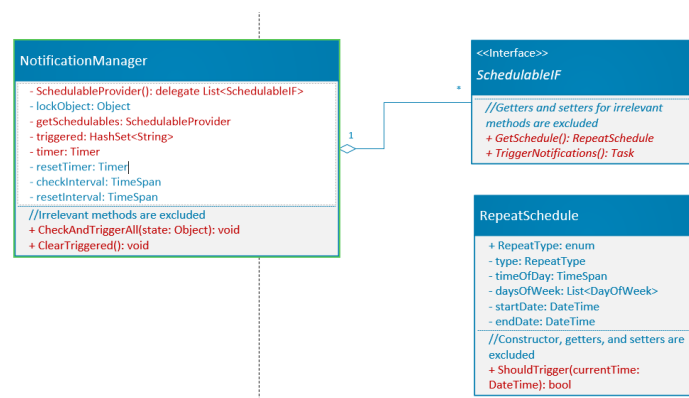 NotificationManager
- SchedulableProvider(): delegate List<SchedulableIF>
- lockObject: Object
- getSchedulables: SchedulableProvider
- triggered: HashSet<String>
- timer: Timer
- resetTimer: Timer
- checkInterval: TimeSpan
- resetInterval: TimeSpan
//Irrelevant methods are excluded
+ CheckAndTriggerAll(state: Object): void
+ ClearTriggered(): void
1
*
<<Interface>>
SchedulableIF
//Getters and setters for irrelevant
methods are excluded
+ GetSchedule(): RepeatSchedule
+ TriggerNotifications(): Task
RepeatSchedule
+ RepeatType: enum
- type: RepeatType
- timeOfDay: TimeSpan
- daysOfWeek: List<DayOfWeek>
- startDate: DateTime
- endDate: DateTime
//Constructor, getters, and setters are
excluded
+ ShouldTrigger(currentTime:
DateTime): bool